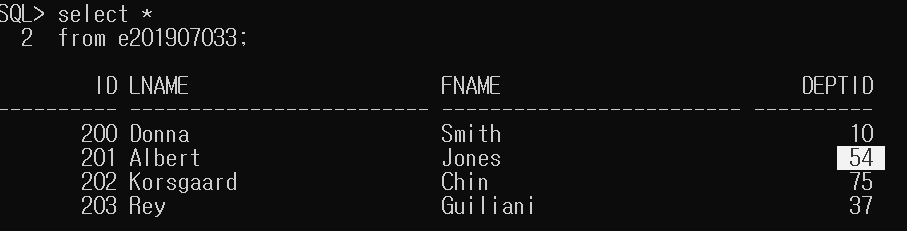 SQL> select *
  2  from e201907033;

        ID LNAME                     FNAME                         DEPTID
---------- ------------------------- ------------------------- ----------
       200 Donna                     Smith                             10
       201 Albert                    Jones                             54
       202 Korsgaard                 Chin                              75
       203 Rey                       Guiliani                          37